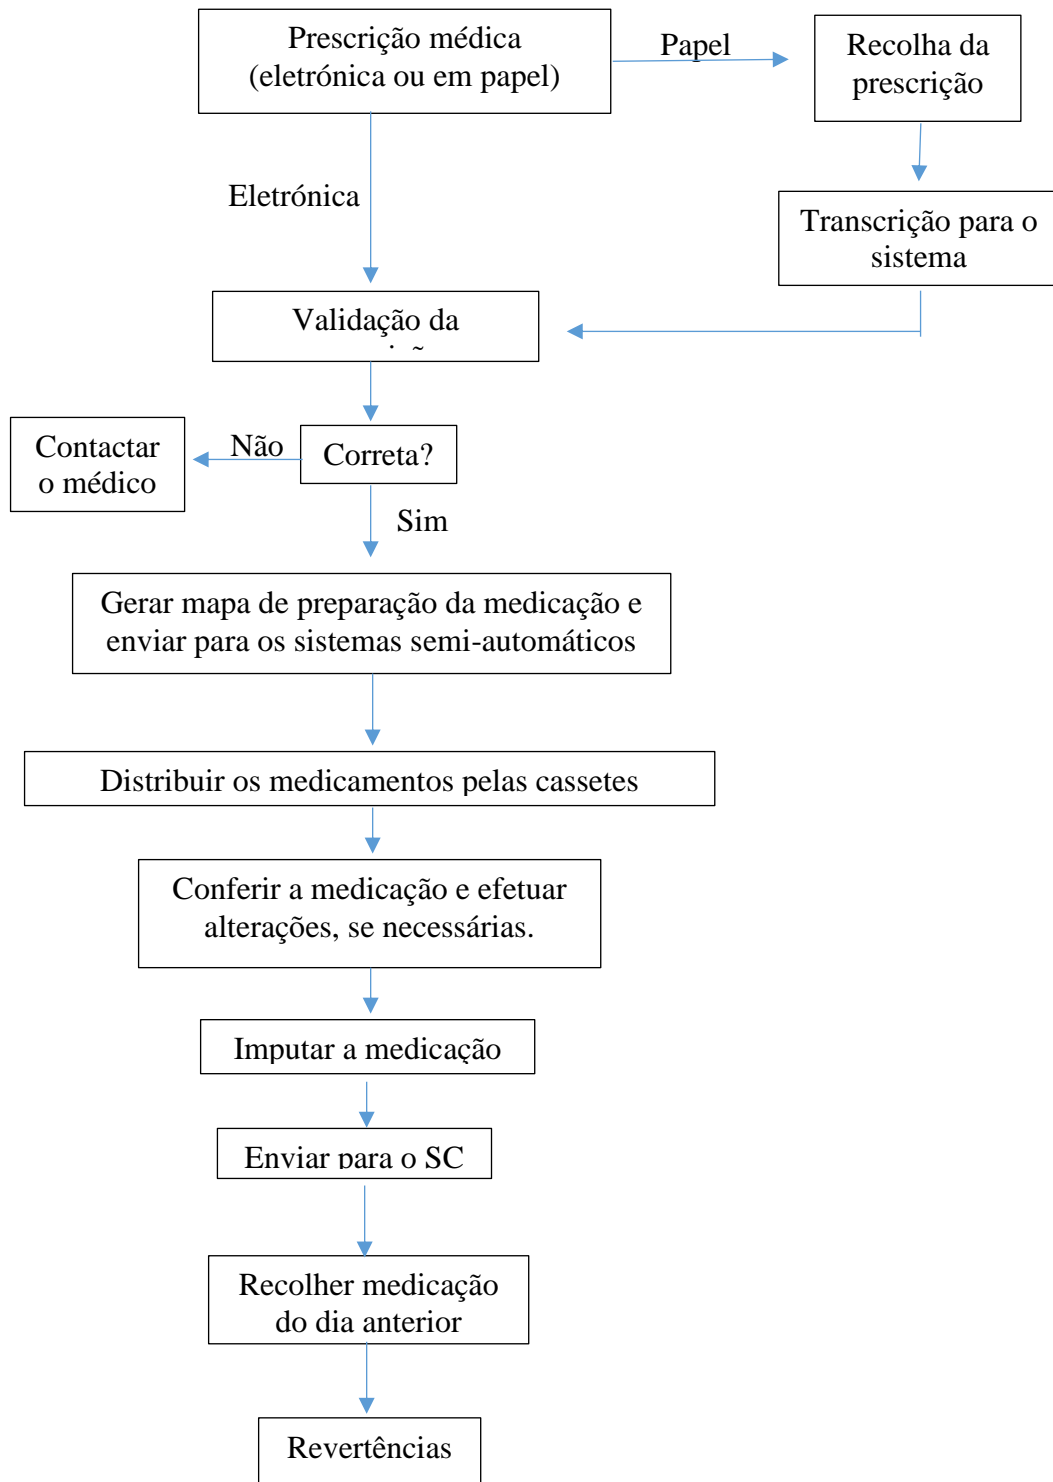 Prescrição médica
(eletrónica ou em papel)
Papel
Recolha da
prescrição
Eletrónica
Transcrição para o
sistema
Validação da
Contactar
o médico
Não
Correta?
Sim
Gerar mapa de preparação da medicação e
enviar para os sistemas semi-automáticos
Distribuir os medicamentos pelas cassetes
Conferir a medicação e efetuar
alterações, se necessárias.
Imputar a medicação
Enviar para o SC
Recolher medicação
do dia anterior
Revertências